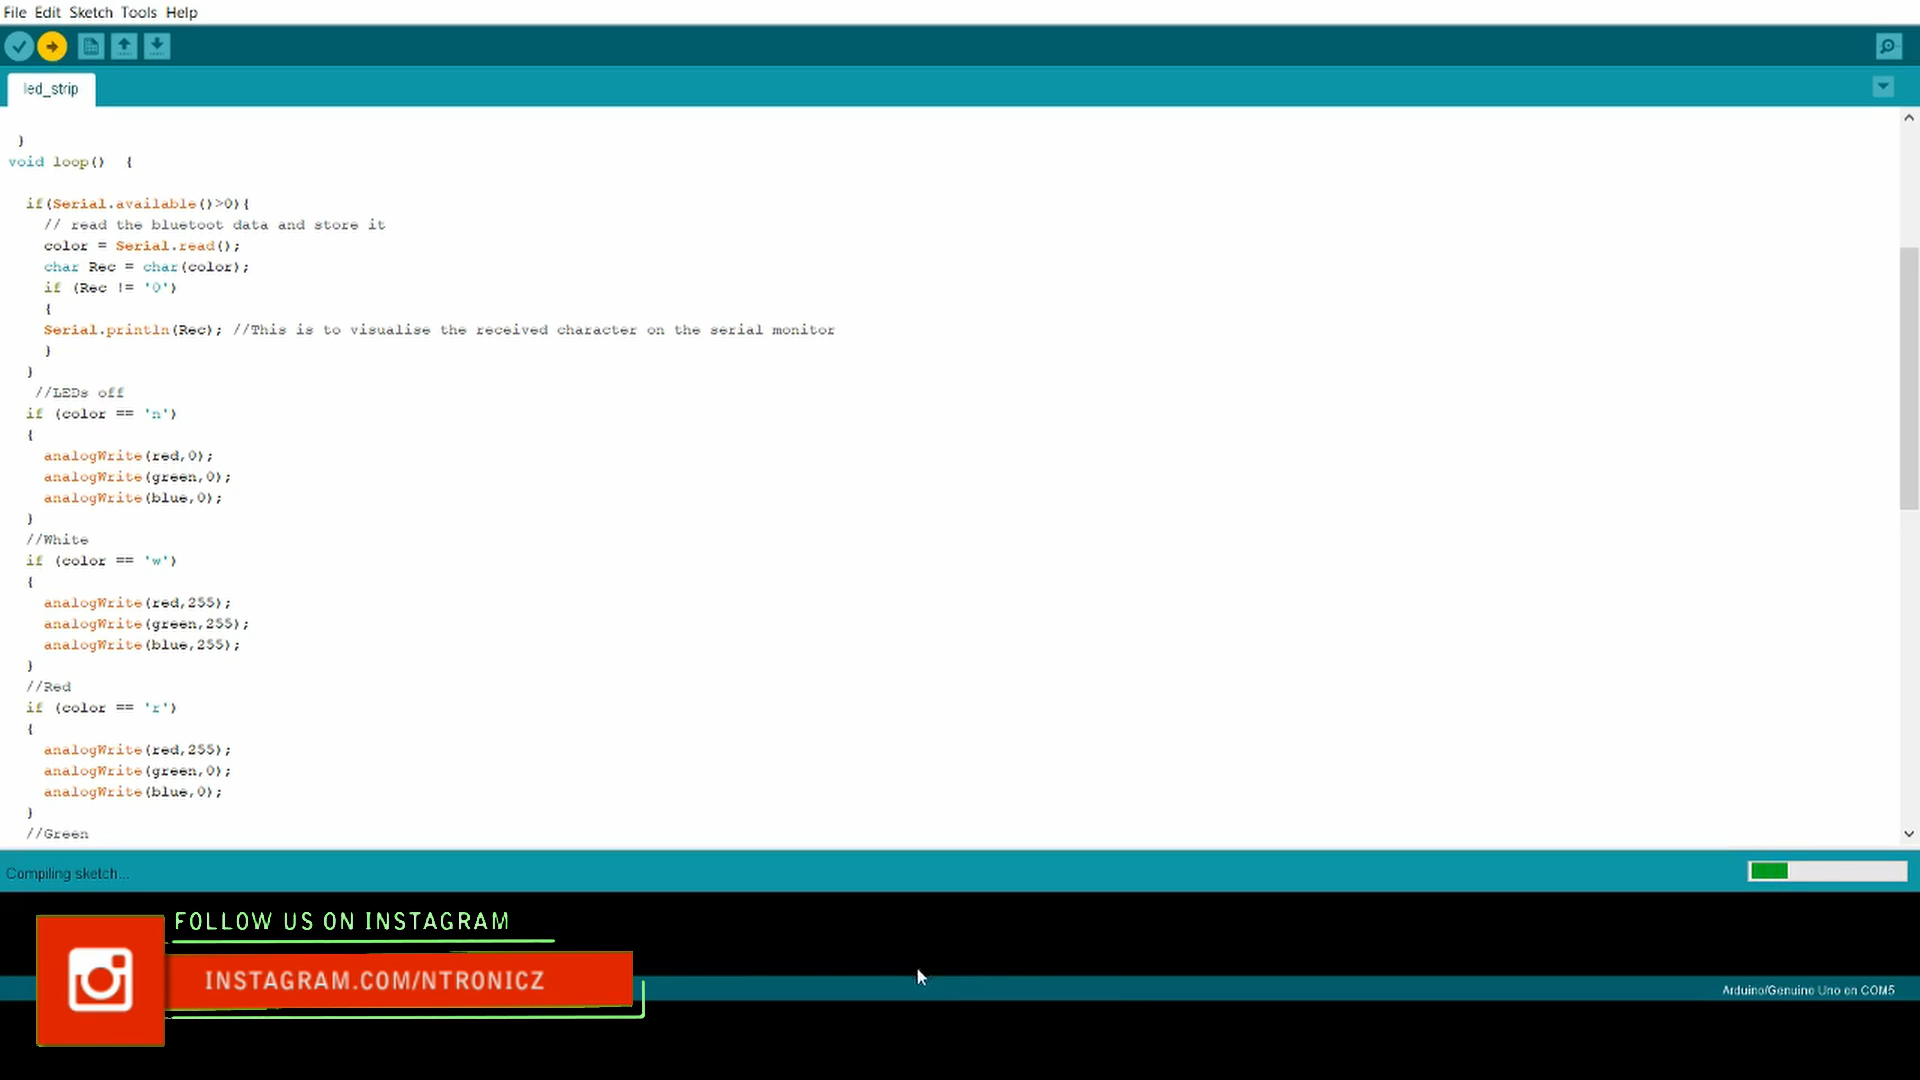 File Edit Sketch Tools Help
led_strip
}
void loop()  {
if(Serial.available()>0){
// read the bluetoot data and store it
color = Serial.read();
char Rec = char(color);
if (Rec != '0')
{
Serial.println(Rec); //This is to visualise the received character on the serial monitor
}
}
//LEDs off
if (color == 'n')
{
analogWrite(red,0);
analogWrite(green,0);
analogWrite(blue,0);
}
//White
if (color == 'w')
{
analogWrite(red,255);
analogWrite(green,255);
analogWrite(blue,255);
}
//Red
if (color == 'r')
{
analogWrite(red,255);
analogWrite(green,0);
analogWrite(blue,0);
}
//Green
Compiling sketch...
FOLLOW US ON INSTAGRAM
INSTAGRAM.COM/NTRONICZ
Arduino/Genuino Uno on COM5